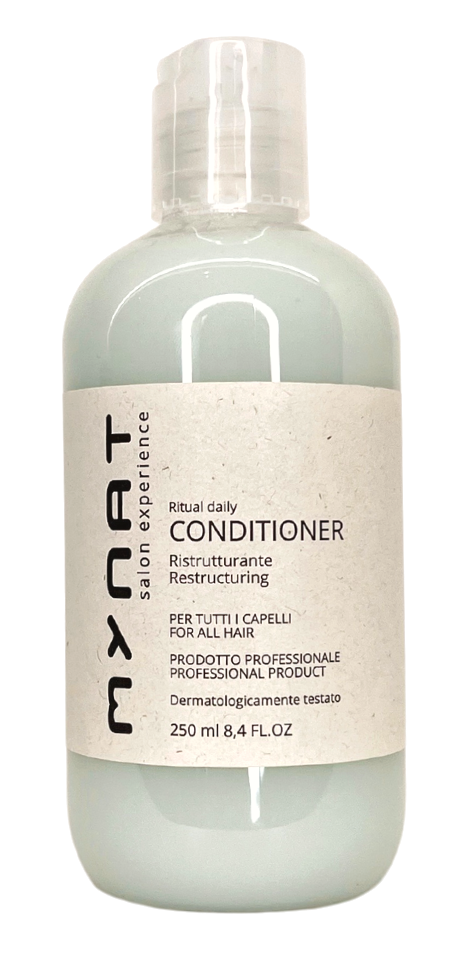 MYNAT
salon experience
Ritual daily
CONDITIONER
Ristrutturante
Restructuring
PER TUTTI I CAPELLI
FOR ALL HAIR
PRODOTTO PROFESSIONALE
PROFESSIONAL PRODUCT
Dermatologicamente testato
250 ml 8,4 FL.OZ